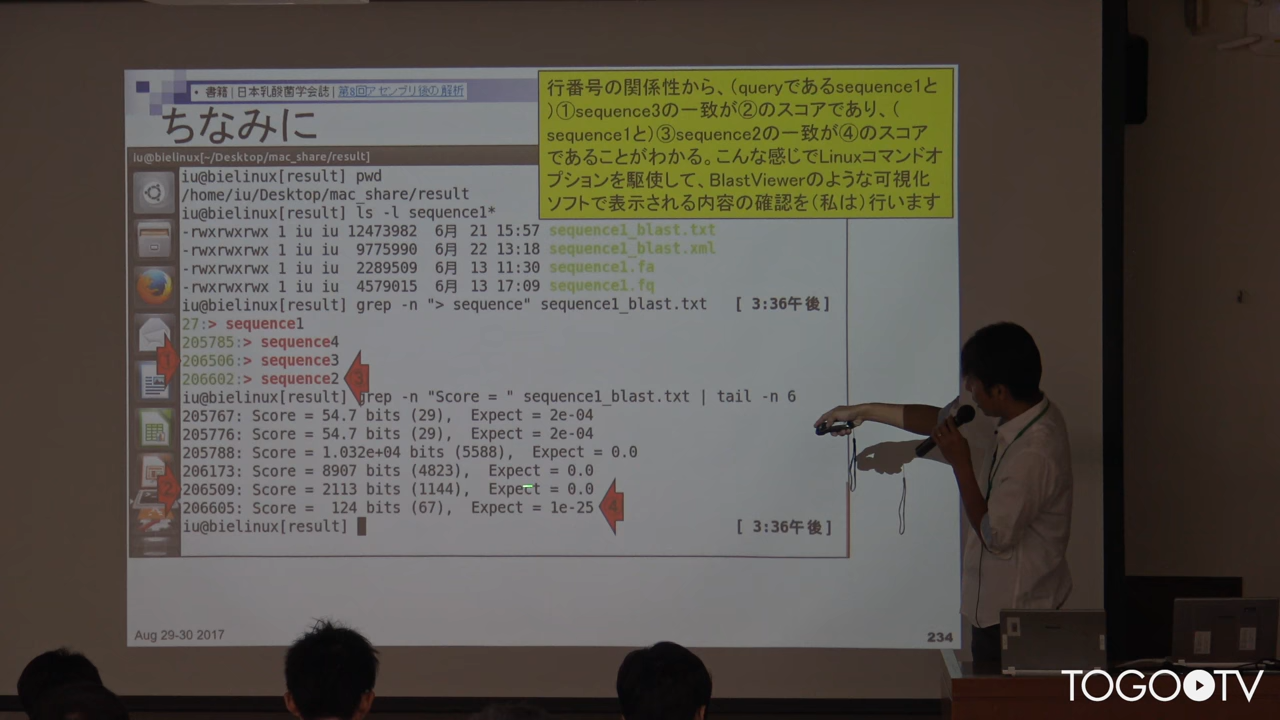 • 書籍 | 日本乳酸菌学会誌 | 第8回アセンブリ後の解析
ちなみに
行番号の関係性から、(queryであるsequence1と
)①sequence3の一致が②のスコアであり、(
sequence1と)③sequence2の一致が④のスコア
であることがわかる。こんな感じでLinuxコマンドオ
プションを駆使して、BlastViewerのような可視化
ソフトで表示される内容の確認を(私は)行います
iu@bielinux[~/Desktop/mac_share/result]
iu@bielinux[result] pwd
/home/iu/Desktop/mac_share/result
iu@bielinux[result] ls -l sequence1*
-rwxrwxrwx 1 iu iu 12473982 6月 21 15:57 sequence1_blast.txt
-rwxrwxrwx 1 iu iu 9775990 6月 22 13:18 sequence1_blast.xml
-rwxrwxrwx 1 iu iu 2289509 6月 13 11:30 sequence1.fa
-rwxrwxrwx 1 iu iu 4579015 6月 13 17:09 sequence1.fq
iu@bielinux[result] grep -n "> sequence" sequence1_blast.txt [ 3:36午後]
27:> sequence1
205785:> sequence4
1 206506:> sequence3
206602:> sequence2 3
iu@bielinux[result] grep -n "Score = " sequence1_blast.txt | tail -n 6
205767: Score = 54.7 bits (29), Expect = 2e-04
205776: Score = 54.7 bits (29), Expect = 2e-04
205788: Score = 1.032e+04 bits (5588), Expect = 0.0
206173: Score = 8907 bits (4823), Expect = 0.0
2 206509: Score = 2113 bits (1144), Expect = 0.0
206605: Score = 124 bits (67), Expect = 1e-25 4
iu@bielinux[result] [ 3:36午後]
Aug 29-30 2017
234
TOGOTV